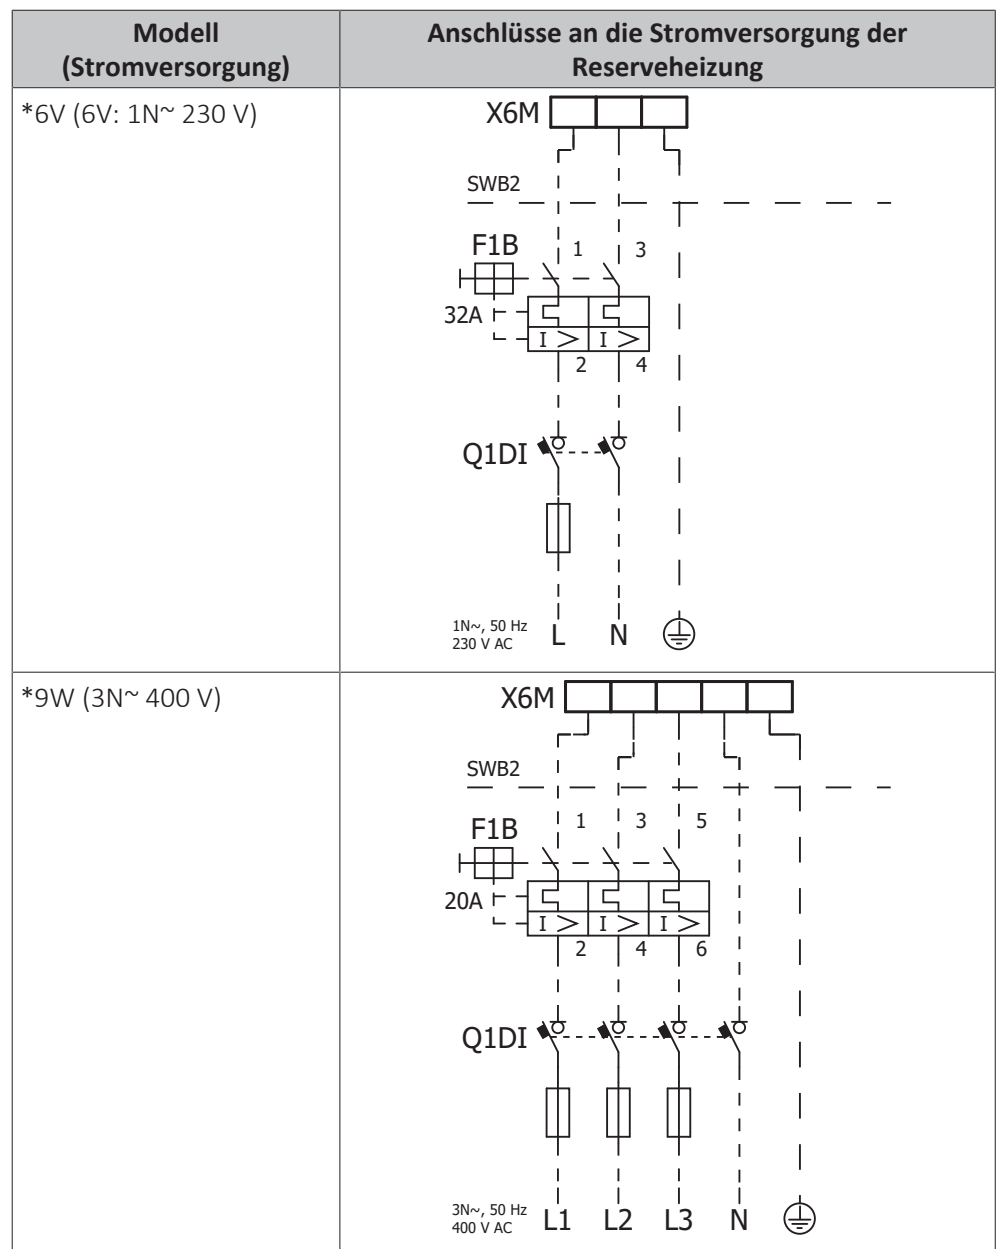 Modell
(Stromversorgung)
Anschlüsse an die Stromversorgung der
Reserveheizung
*6V (6V: 1N~ 230 V)
X6M
SWB2
F1B
1
3
32A
I >
I >
2
4
Q1DI
1N~, 50 Hz
230 V AC
L
N
*9W (3N~ 400 V)
X6M
SWB2
F1B
1
3
5
20A
I >
I >
I >
2
4
6
Q1DI
3N~, 50 Hz
400 V AC
L1
L2
L3
N